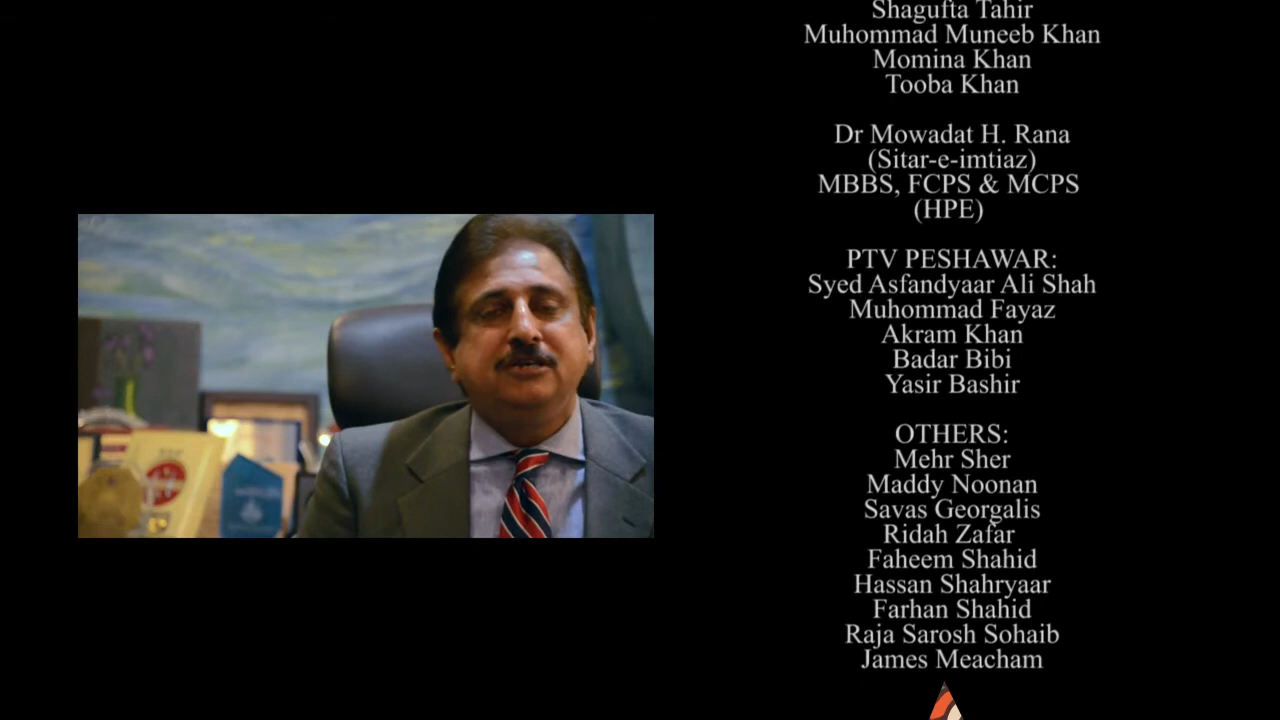 Shagufta Tahir
Muhommad Muneeb Khan
Momina Khan
Tooba Khan
Dr Mowadat H. Rana
(Sitar-e-imtiaz)
MBBS, FCPS & MCPS
(HPE)
PTV PESHAWAR:
Syed Asfandyaar Ali Shah
Muhommad Fayaz
Akram Khan
Badar Bibi
Yasir Bashir
OTHERS:
Mehr Sher
Maddy Noonan
Savas Georgalis
Ridah Zafar
Faheem Shahid
Hassan Shahryaar
Farhan Shahid
Raja Sarosh Sohaib
James Meacham